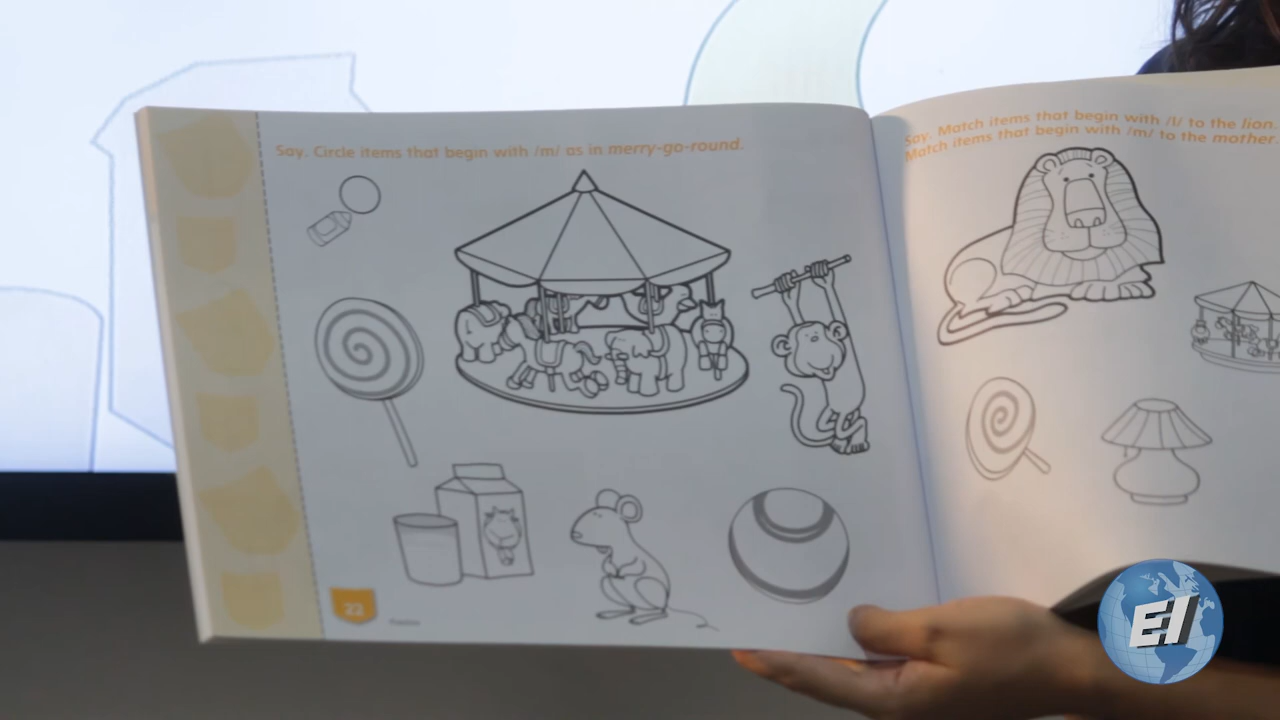 Say. Circle items that begin with /m/ as in merry-go-round.
22
Say. Match items that begin with /l/ to the lion.
Match items that begin with /m/ to the mother.
EI